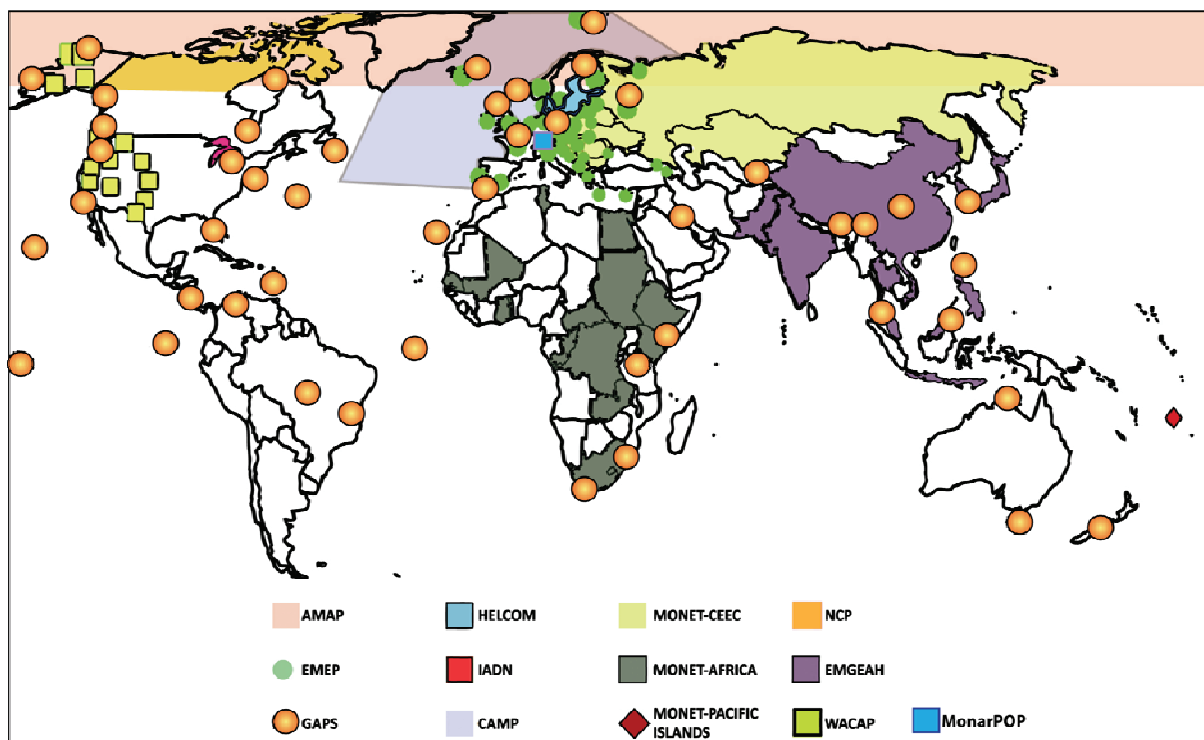 AMAP
HELCOM
MONET-CEEC
NCP
EMEP
IADN
MONET-AFRICA
EMGEAH
GAPS
CAMP
MONET-PACIFIC
ISLANDS
WACAP
MonarPOP